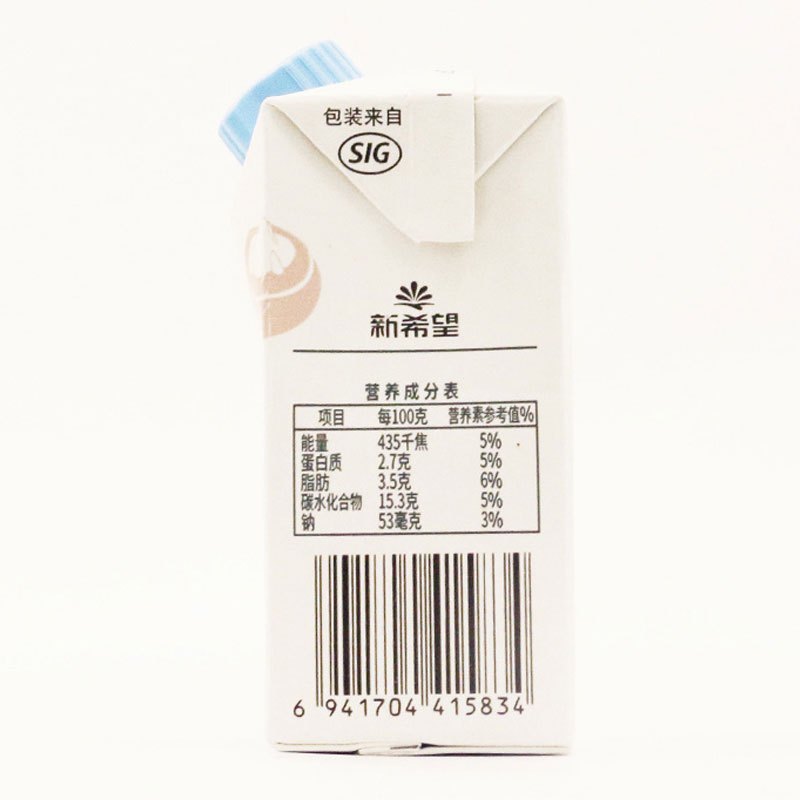 包装来自
SIG
新希望
营养成分表
项目 每100克 营养素参考值%
能量 435千焦 5%
蛋白质 2.7克 5%
脂肪 3.5克 6%
碳水化合物 15.3克 5%
钠 53毫克 3%
6 941704 415834